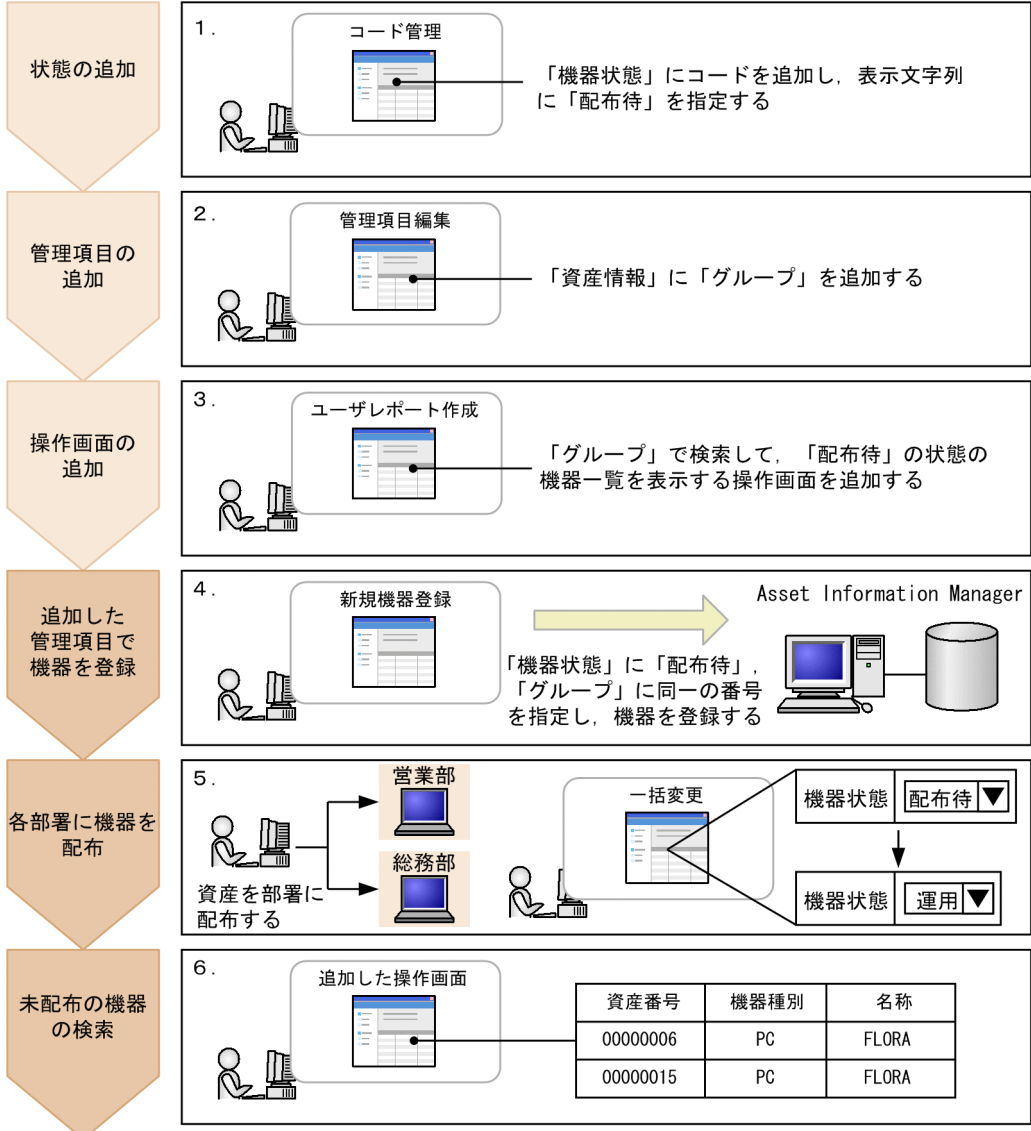 状態の追加
1.
コード管理
「機器状態」にコードを追加し，表示文字列
に「配布待」を指定する
管理項目の
追加
2.
管理項目編集
「資産情報」に「グループ」を追加する
操作画面の
追加
3.
ユーザレポート作成
「グループ」で検索して，「配布待」の状態の
機器一覧を表示する操作画面を追加する
追加した
管理項目で
機器を登録
4.
新規機器登録
「機器状態」に「配布待」，
「グループ」に同一の番号
を指定し，機器を登録する
Asset Information Manager
各部署に機器を
配布
5.
資産を部署に
配布する
営業部
総務部
一括変更
機器状態 配布待
機器状態 運用
未配布の機器
の検索
6.
追加した操作画面
資産番号 機器種別 名称
00000006 PC FLORA
00000015 PC FLORA